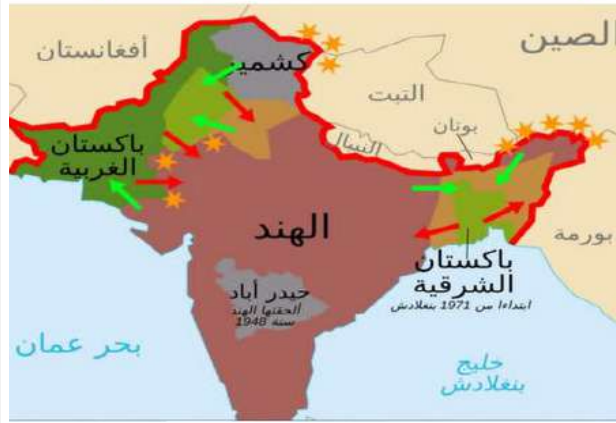 أفغانستان
الصين
كشمير
التبت
بوتان
النيبال
باكستان
الغربية
الهند
بورمة
باكستان
الشرقية
ابتداءا من 1971 بنغلادش
حيدر أباد
ألحقتها الهند
سنة 1948
بحر عمان
خليج
بنغلادش